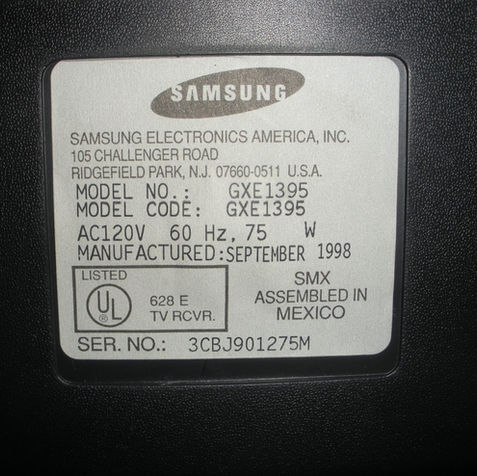 SAMSUNG
SAMSUNG ELECTRONICS AMERICA, INC.
105 CHALLENGER ROAD
RIDGEFIELD PARK, N.J. 07660-0511 U.S.A.
MODEL NO.: GXE1395
MODEL CODE: GXE1395
AC120V 60 Hz, 75 W
MANUFACTURED: SEPTEMBER 1998
LISTED
UL
628 E
TV RCVR.
SMX
ASSEMBLED IN
MEXICO
SER. NO.: 3CBJ901275M